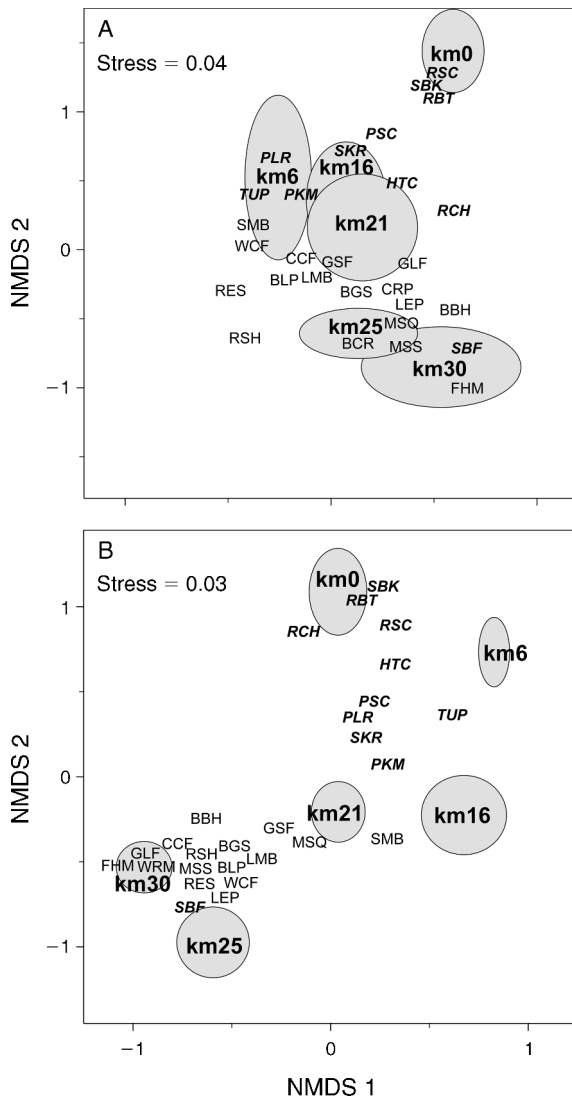 A
Stress = 0.04
km0
RSC
SBK
RBT
1
PSC
SKR
PLR
km16
km6
HTC
TUP
PKM
RCH
SMB
km21
0
WCF
CCF
GSF
GLF
BLP
LMB
RES
BGS
CRP
LEP
BBH
MSQ
km25
RSH
BCR
MSS
SBF
km30
−1
FHM
NMDS 2
B
Stress = 0.03
km0
SBK
RBT
1
RCH
RSC
km6
HTC
PSC
PLR
TUP
SKR
PKM
0
km21
km16
BBH
GSF
SMB
MSQ
CCF
BGS
GLF
RSH
LMB
FHM
WRM
MSS
BLP
km30
RES
WCF
LEP
SBF
km25
−1
NMDS 2
−1
0
1
NMDS 1